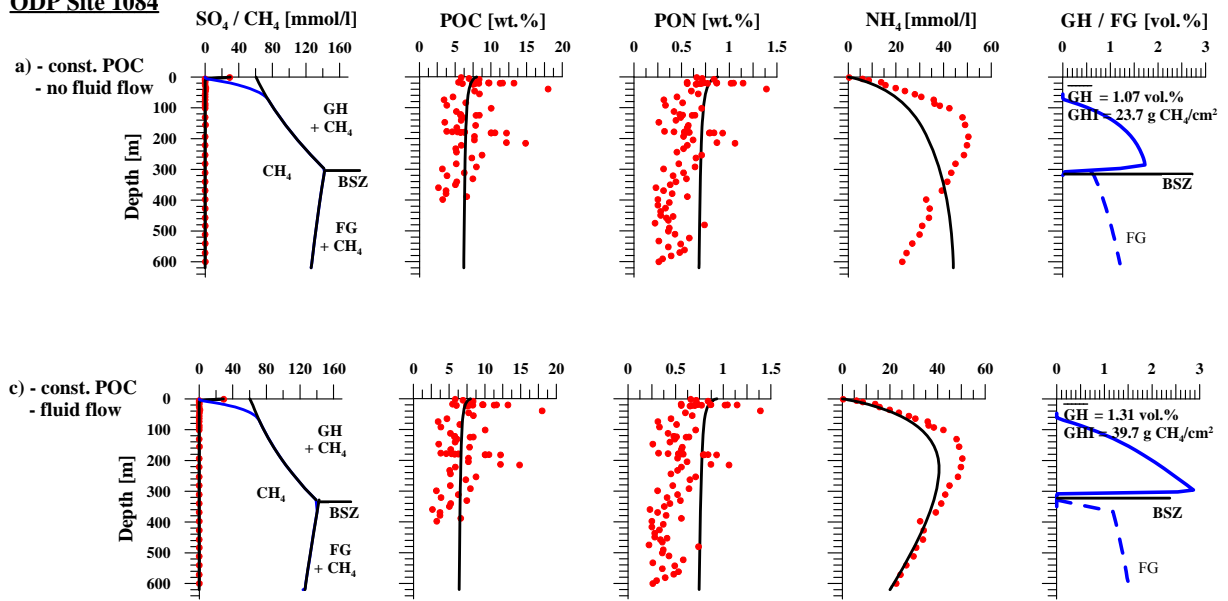 ODP Site 1084
SO₄ / CH₄ [mmol/l]
POC [wt.%]
PON [wt.%]
NH₄[mmol/l]
GH / FG [vol.%]
a) - const. POC
- no fluid flow
0 40 80 120 160
0 5 10 15 20
0 0.5 1 1.5
0 20 40 60
0 1 2 3
Depth [m]
0
100
200
300
400
500
600
GH
+ CH₄
CH₄
BSZ
FG
+ CH₄
GH = 1.07 vol.%
GHI = 23.7 g CH₄/cm²
BSZ
FG
c) - const. POC
- fluid flow
0 40 80 120 160
0 5 10 15 20
0 0.5 1 1.5
0 20 40 60
0 1 2 3
Depth [m]
0
100
200
300
400
500
600
GH
+ CH₄
CH₄
BSZ
FG
+ CH₄
GH = 1.31 vol.%
GHI = 39.7 g CH₄/cm²
BSZ
FG